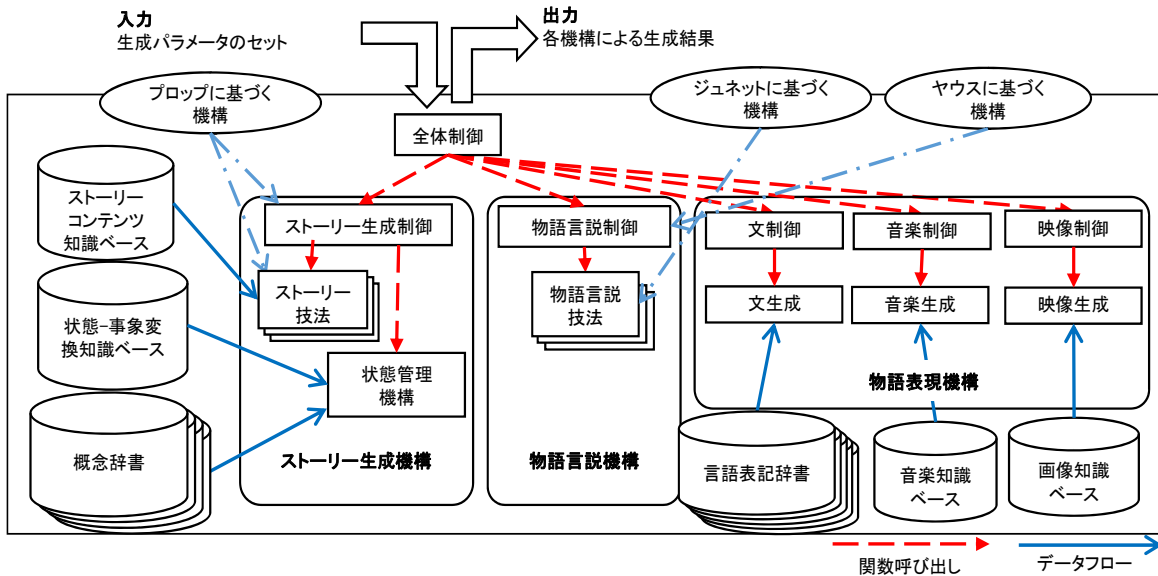 入力
生成パラメータのセット
出力
各機構による生成結果
プロップに基づく
機構
ジュネットに基づく
機構
ヤウスに基づく
機構
全体制御
ストーリー
コンテンツ
知識ベース
ストーリー生成制御
物語言説制御
文制御
音楽制御
映像制御
ストーリー
技法
物語言説
技法
文生成
音楽生成
映像生成
状態-事象変
換知識ベース
状態管理
機構
物語表現機構
概念辞書
ストーリー生成機構
物語言説機構
言語表記辞書
音楽知識
ベース
画像知識
ベース
関数呼び出し
データフロー